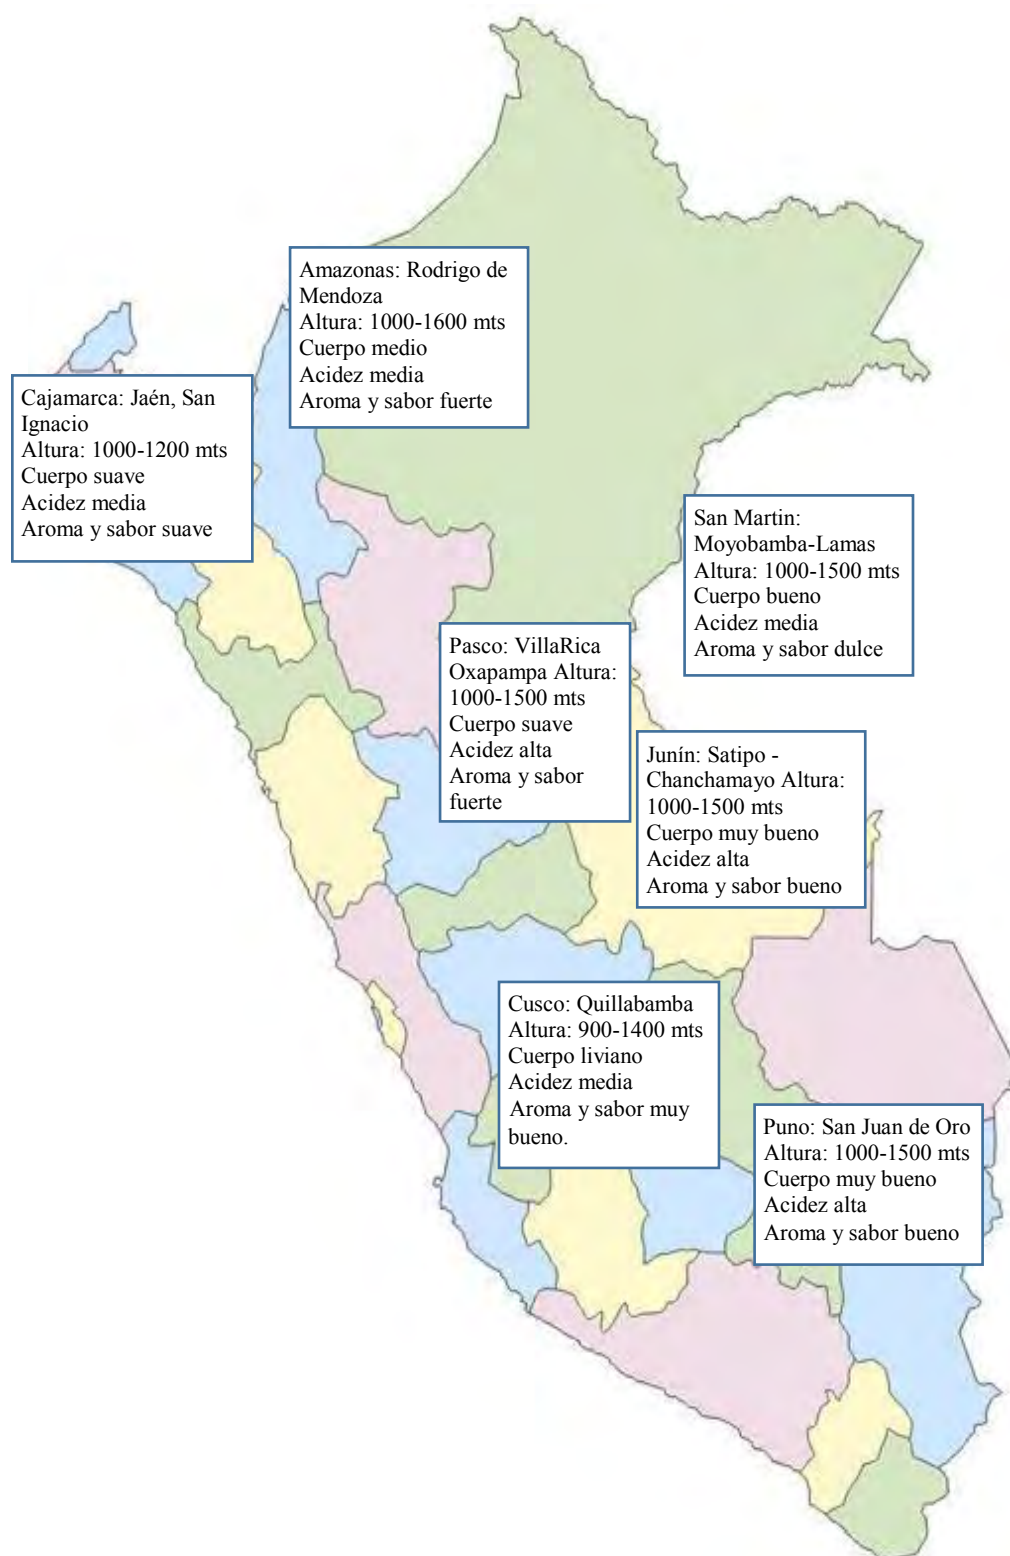 Amazonas: Rodrigo de
Mendoza
Altura: 1000-1600 mts
Cuerpo medio
Acidez media
Aroma y sabor fuerte
Cajamarca: Jaén, San
Ignacio
Altura: 1000-1200 mts
Cuerpo suave
Acidez media
Aroma y sabor suave
San Martin:
Moyobamba-Lamas
Altura: 1000-1500 mts
Cuerpo bueno
Acidez media
Aroma y sabor dulce
Pasco: VillaRica
Oxapampa Altura:
1000-1500 mts
Cuerpo suave
Acidez alta
Aroma y sabor
fuerte
Junín: Satipo -
Chanchamayo Altura:
1000-1500 mts
Cuerpo muy bueno
Acidez alta
Aroma y sabor bueno
Cusco: Quillabamba
Altura: 900-1400 mts
Cuerpo liviano
Acidez media
Aroma y sabor muy
bueno.
Puno: San Juan de Oro
Altura: 1000-1500 mts
Cuerpo muy bueno
Acidez alta
Aroma y sabor bueno